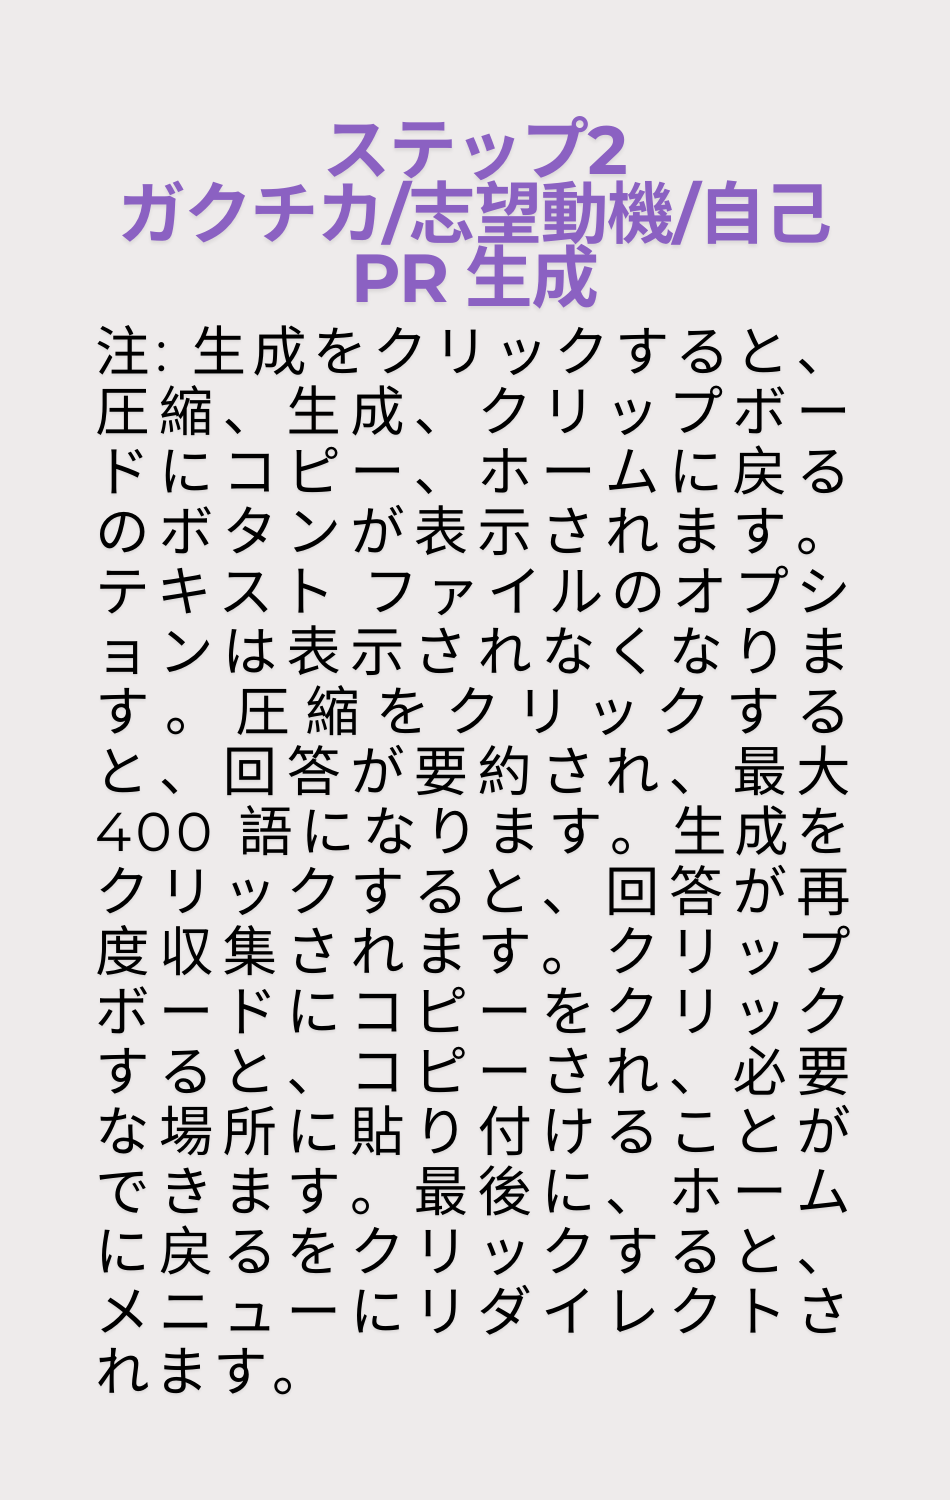 ステップ2
ガクチカ/志望動機/自己
PR 生成
注: 生成をクリックすると、
圧縮、生成、クリップボー
ドにコピー、ホームに戻る
のボタンが表示されます。
テキスト ファイルのオプシ
ョンは表示されなくなりま
す。圧縮をクリックする
と、回答が要約され、最大
400 語になります。生成を
クリックすると、回答が再
度収集されます。クリップ
ボードにコピーをクリック
すると、コピーされ、必要
な場所に貼り付けることが
できます。最後に、ホーム
に戻るをクリックすると、
メニューにリダイレクトさ
れます。